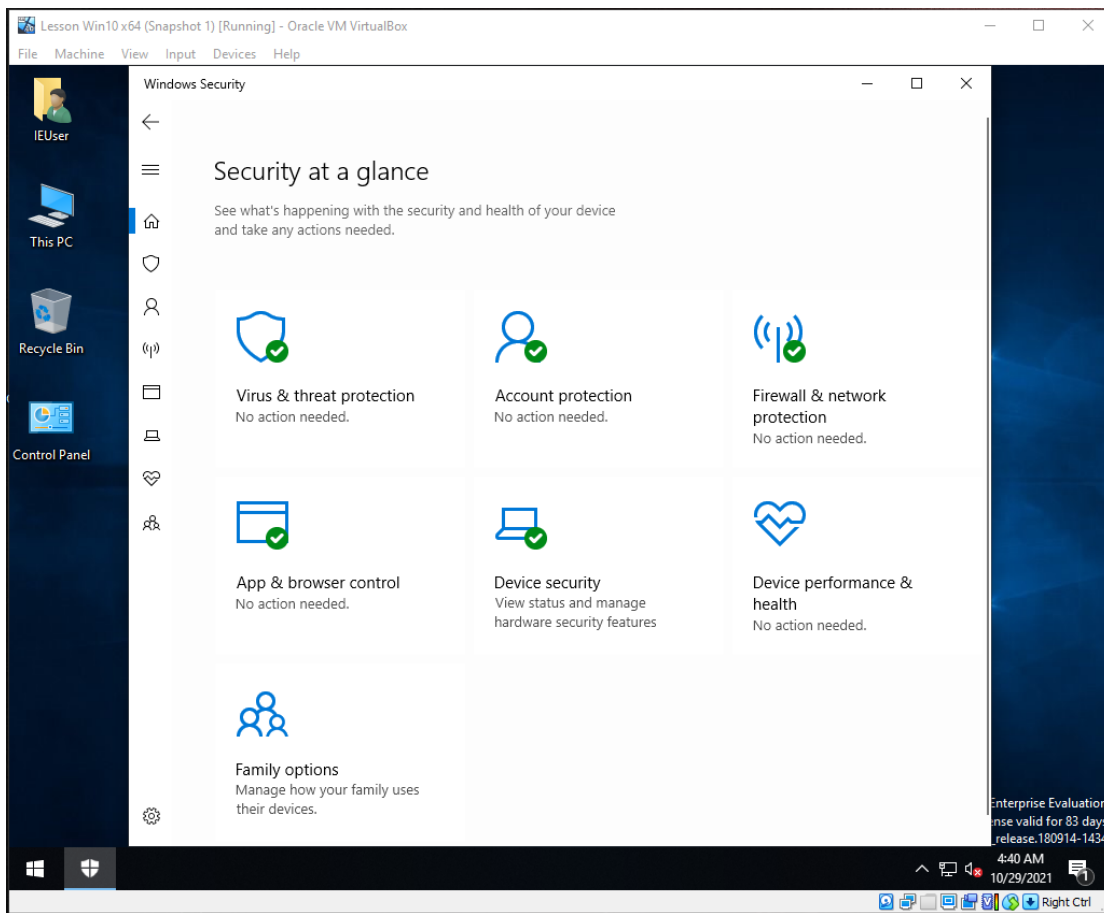 Lesson Win10 x64 (Snapshot 1) [Running] - Oracle VM VirtualBox
File Machine View Input Devices Help
IEUser
This PC
Recycle Bin
Control Panel
Windows Security
Security at a glance
See what's happening with the security and health of your device
and take any actions needed.
Virus & threat protection
No action needed.
Account protection
No action needed.
Firewall & network
protection
No action needed.
App & browser control
No action needed.
Device security
View status and manage
hardware security features
Device performance &
health
No action needed.
Family options
Manage how your family uses
their devices.
Enterprise Evaluation
ense valid for 83 days
_release.180914-1434
4:40 AM
10/29/2021
1
Right Ctrl